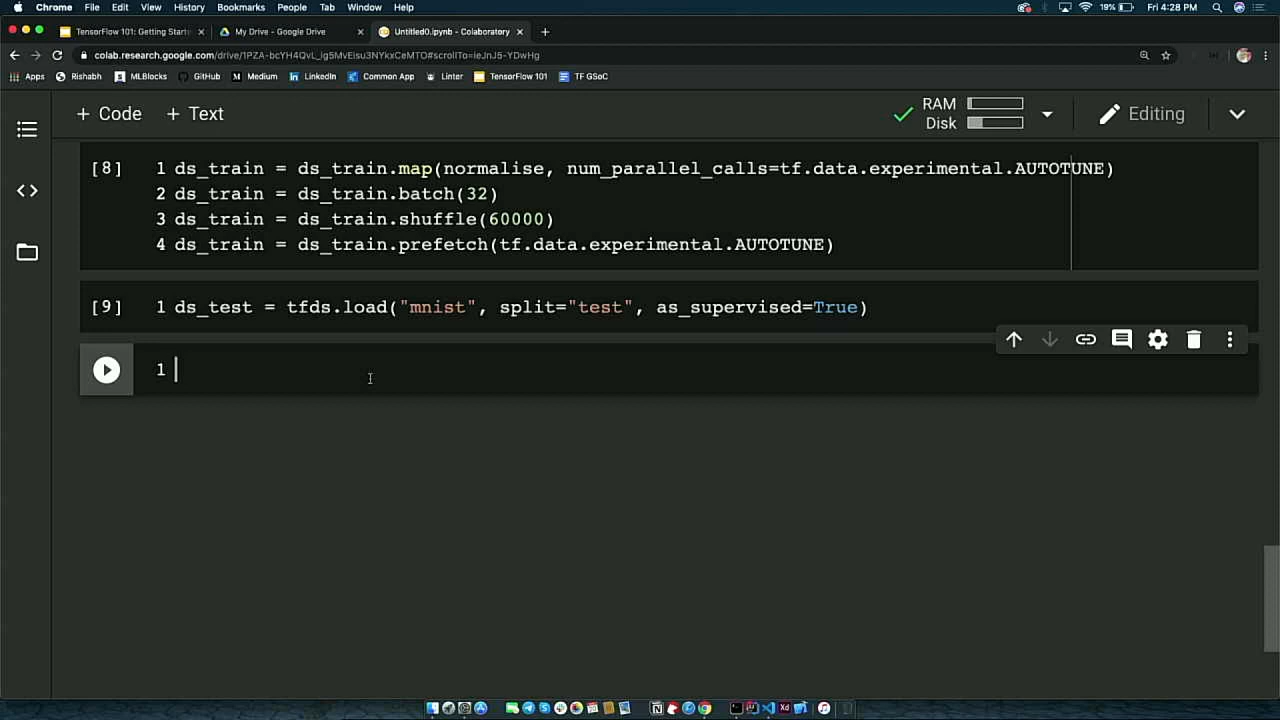 Chrome File Edit View History Bookmarks People Tab Window Help 19% Fri 4:28 PM
TensorFlow 101: Getting Starte My Drive - Google Drive Untitled0.ipynb - Colaboratory
Apps Rishabh MLBlocks GitHub Medium LinkedIn Common App Linter TensorFlow 101 TF GSoC
+ Code + Text RAM Disk Editing
[8] 1 ds_train = ds_train.map(normalise, num_parallel_calls=tf.data.experimental.AUTOTUNE)
2 ds_train = ds_train.batch(32)
3 ds_train = ds_train.shuffle(60000)
4 ds_train = ds_train.prefetch(tf.data.experimental.AUTOTUNE)
[9] 1 ds_test = tfds.load("mnist", split="test", as_supervised=True)
1